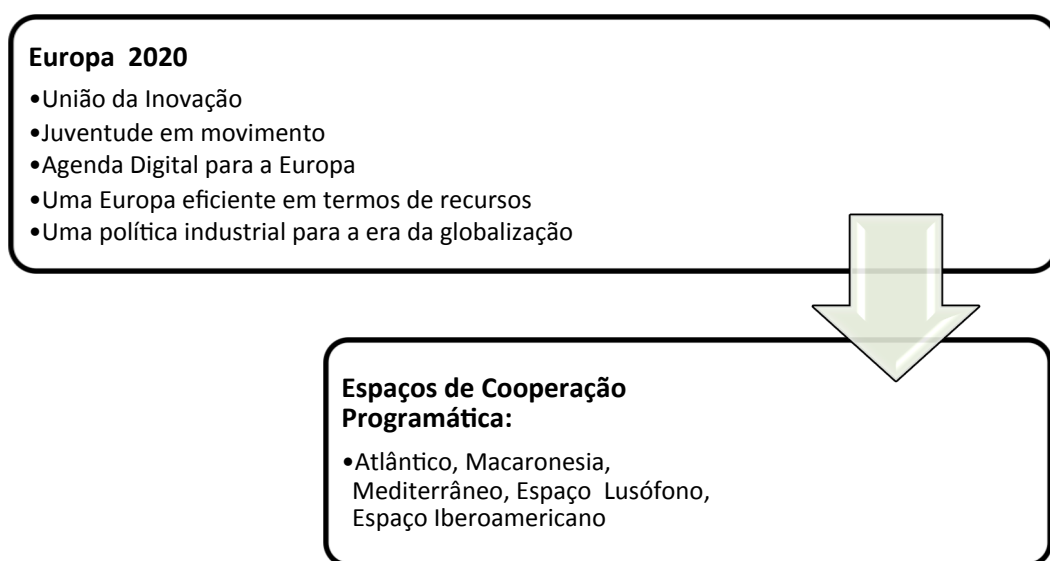 Europa  2020
•União da Inovação
•Juventude em movimento
•Agenda Digital para a Europa
•Uma Europa eficiente em termos de recursos
•Uma política industrial para a era da globalização
Espaços de Cooperação
Programática:
•Atlântico, Macaronesia,
Mediterrâneo, Espaço  Lusófono,
Espaço Iberoamericano